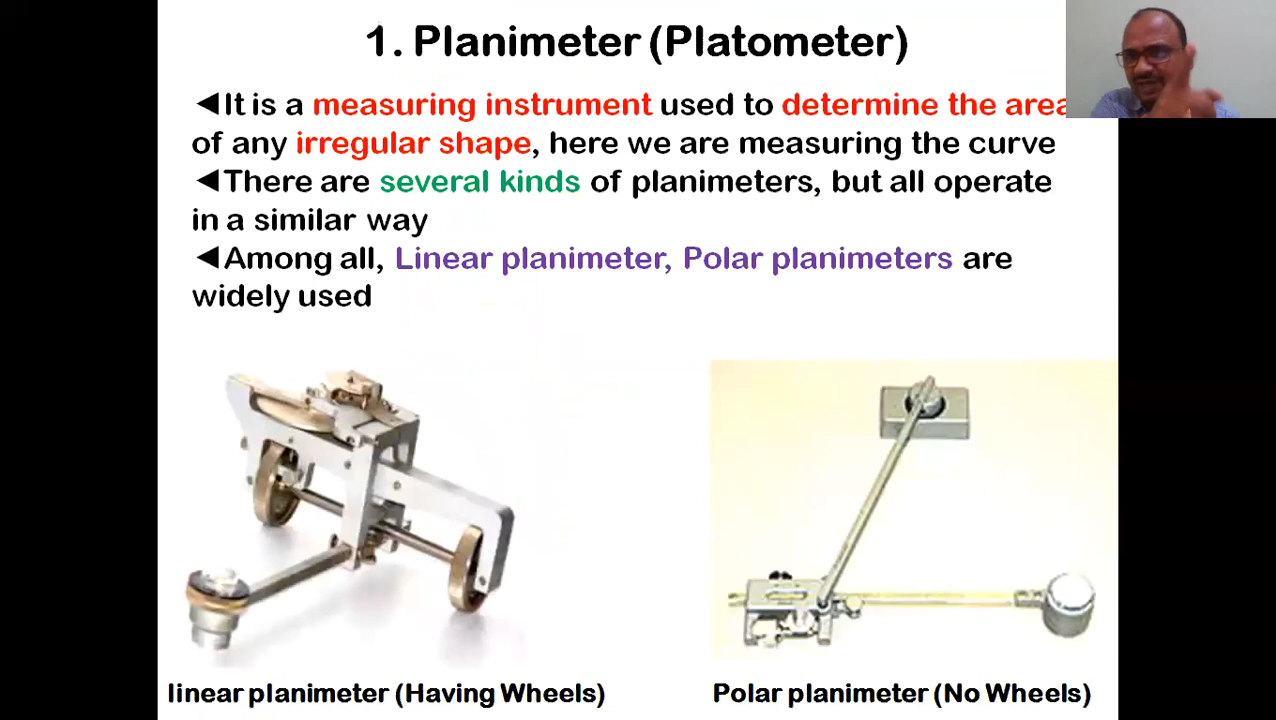 1. Planimeter (Platometer)
◄It is a measuring instrument used to determine the area
of any irregular shape, here we are measuring the curve
◄There are several kinds of planimeters, but all operate
in a similar way
◄Among all, Linear planimeter, Polar planimeters are
widely used
linear planimeter (Having Wheels)
Polar planimeter (No Wheels)